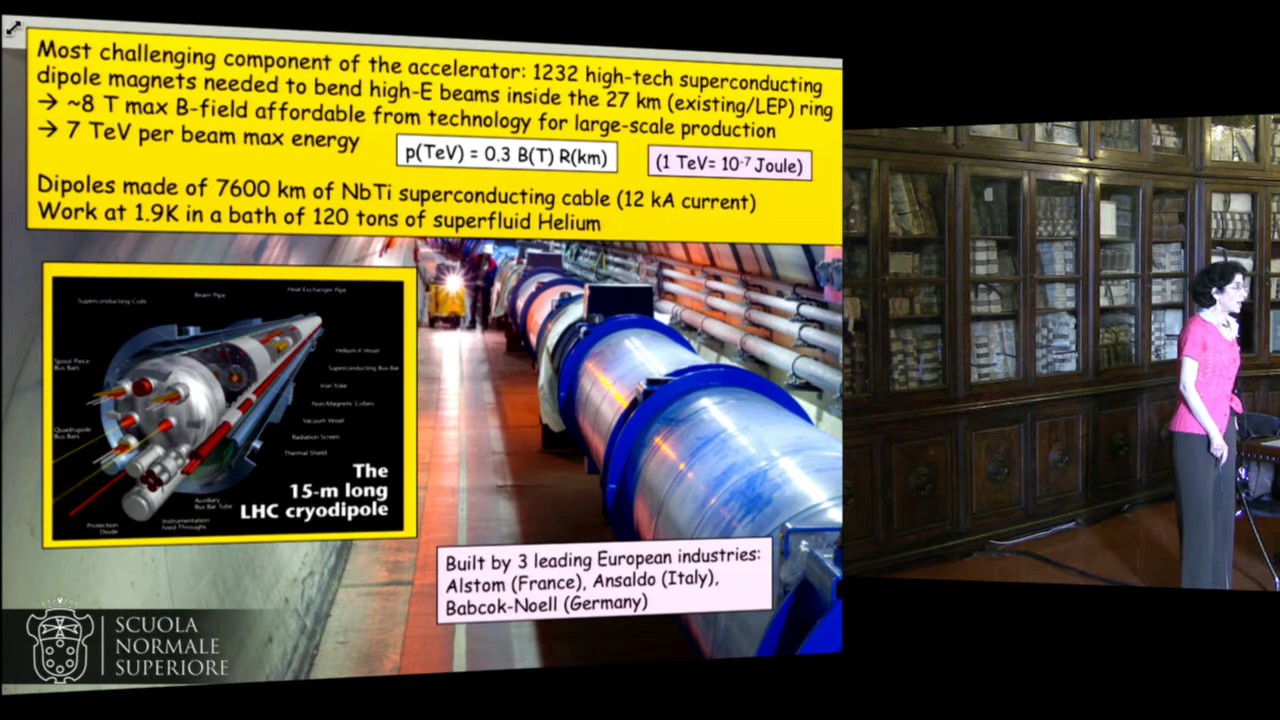 Most challenging component of the accelerator: 1232 high-tech superconducting
dipole magnets needed to bend high-E beams inside the 27 km (existing/LEP) ring
→ ~8 T max B-field affordable from technology for large-scale production
→ 7 TeV per beam max energy
p(TeV) = 0.3 B(T) R(km)
(1 TeV= 10⁻⁷ Joule)
Dipoles made of 7600 km of NbTi superconducting cable (12 kA current)
Work at 1.9K in a bath of 120 tons of superfluid Helium
Superconducting Coils
Beam Pipe
Heat Exchanger Pipe
Helium-II Vessel
Spool Piece
Bus Bars
Superconducting Bus-Bar
Iron Yoke
Non-Magnetic Collars
Vacuum Vessel
Quadrupole
Bus Bars
Radiation Screen
Thermal Shield
The
15-m long
LHC cryodipole
Auxiliary
Bus Bar Tube
Protection
Diode
Instrumentation
Feed Throughs
Built by 3 leading European industries:
Alstom (France), Ansaldo (Italy),
Babcok-Noell (Germany)
SCUOLA
NORMALE
SUPERIORE